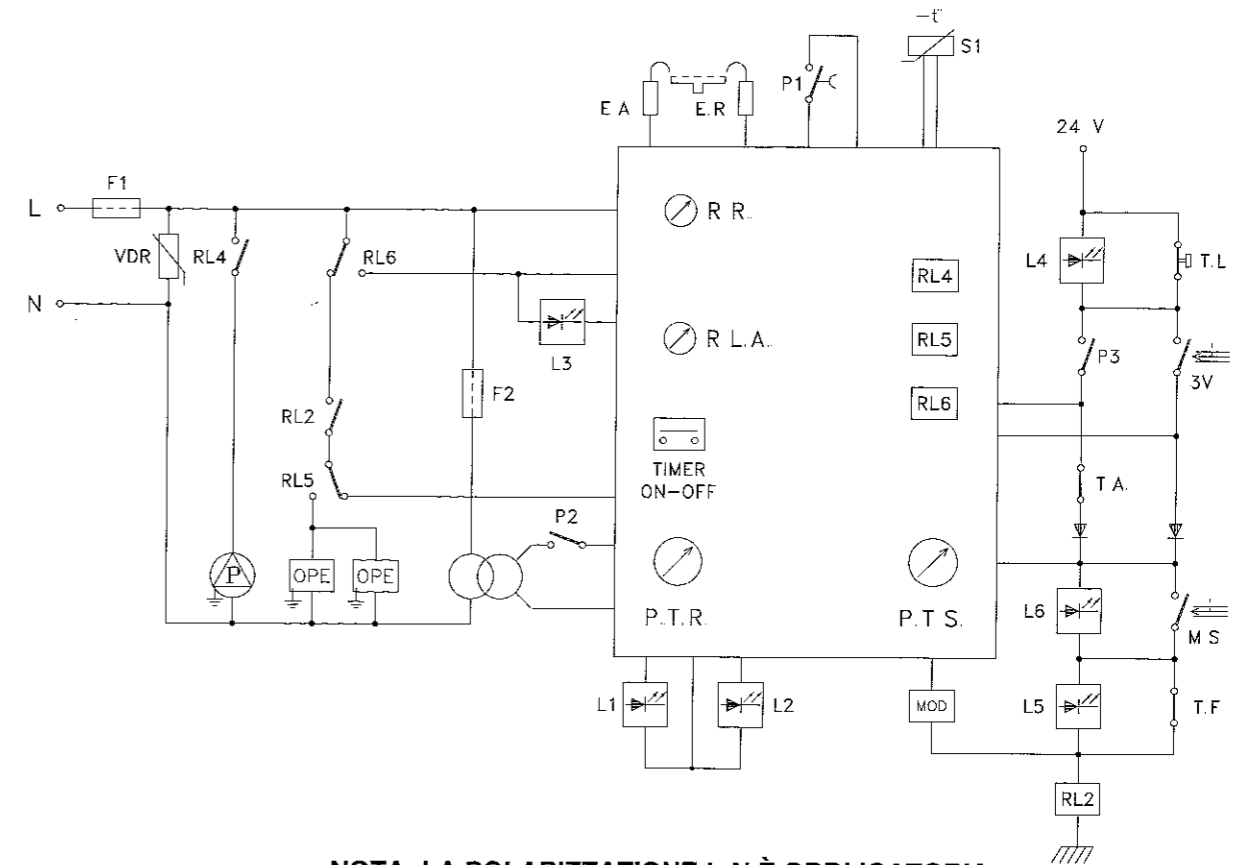 -t°
S1
P1
E.A
E.R
24 V
F1
L
R R.
VDR
RL4
RL6
L4
T.L
RL4
N
R L.A.
RL5
P3
3V
L3
F2
RL6
RL2
TIMER
ON-OFF
T A.
RL5
P2
P
OPE
OPE
P.T.R.
P.T S.
L6
M S
L1
L2
MOD
L5
T.F
RL2